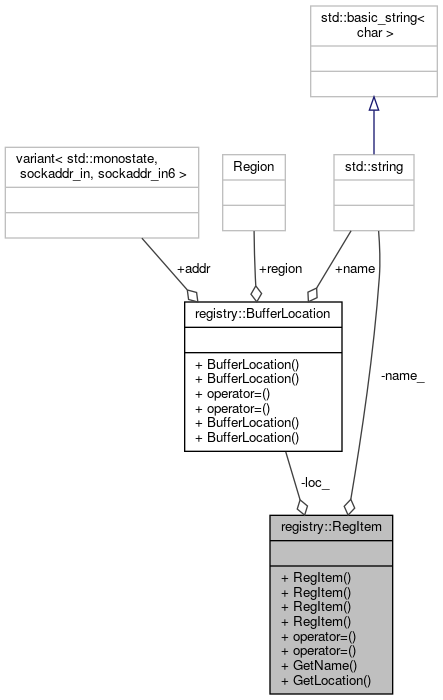 std::basic_string<
char >
variant< std::monostate,
sockaddr_in, sockaddr_in6 >
Region
std::string
+addr
+region
+name
registry::BufferLocation
+ BufferLocation()
+ BufferLocation()
+ operator=()
+ operator=()
+ BufferLocation()
+ BufferLocation()
-name_
-loc_
registry::RegItem
+ RegItem()
+ RegItem()
+ RegItem()
+ RegItem()
+ operator=()
+ operator=()
+ GetName()
+ GetLocation()